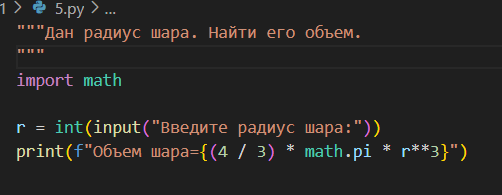 1 > 5.py > ...
"""Дан радиус шара. Найти его объем.
"""
import math
r = int(input("Введите радиус шара:"))
print(f"Объем шара={(4 / 3) * math.pi * r**3}")